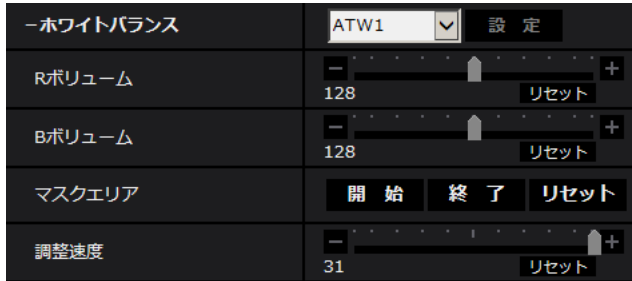 －ホワイトバランス ATW1 設 定
Rボリューム － +
128 リセット
Bボリューム － +
128 リセット
マスクエリア 開 始 終 了 リセット
調整速度 － +
31 リセット